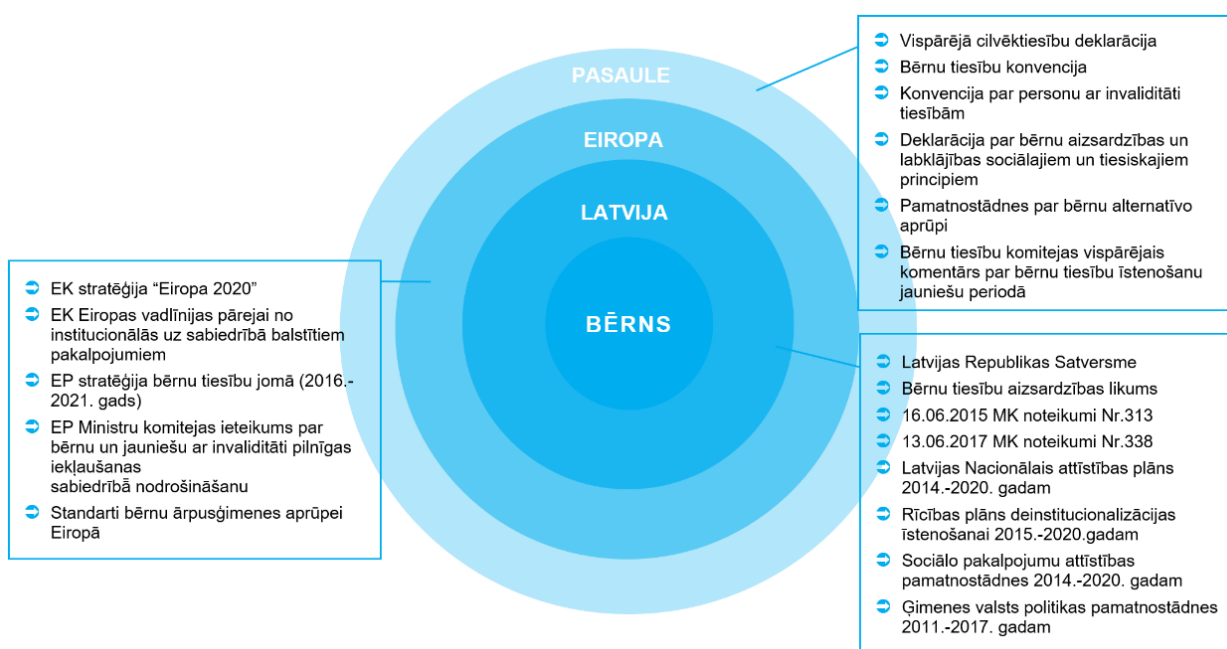 PASAULE
EIROPA
LATVIJA
BĒRNS
Vispārējā cilvēktiesību deklarācija
Bērnu tiesību konvencija
Konvencija par personu ar invaliditāti
tiesībām
Deklarācija par bērnu aizsardzības un
labklājības sociālajiem un tiesiskajiem
principiem
Pamatnostādnes par bērnu alternatīvo
aprūpi
Bērnu tiesību komitejas vispārējais
komentārs par bērnu tiesību īstenošanu
jauniešu periodā
EK stratēģija “Eiropa 2020”
EK Eiropas vadlīnijas pārejai no
institucionālās uz sabiedrībā balstītiem
pakalpojumiem
EP stratēģija bērnu tiesību jomā (2016.-
2021. gads)
EP Ministru komitejas ieteikums par
bērnu un jauniešu ar invaliditāti pilnīgas
iekļaušanas
sabiedrībā nodrošināšanu
Standarti bērnu ārpusģimenes aprūpei
Eiropā
Latvijas Republikas Satversme
Bērnu tiesību aizsardzības likums
16.06.2015 MK noteikumi Nr.313
13.06.2017 MK noteikumi Nr.338
Latvijas Nacionālais attīstības plāns
2014.-2020. gadam
Rīcības plāns deinstitucionalizācijas
īstenošanai 2015.-2020.gadam
Sociālo pakalpojumu attīstības
pamatnostādnes 2014.-2020. gadam
Ģimenes valsts politikas pamatnostādnes
2011.-2017. gadam